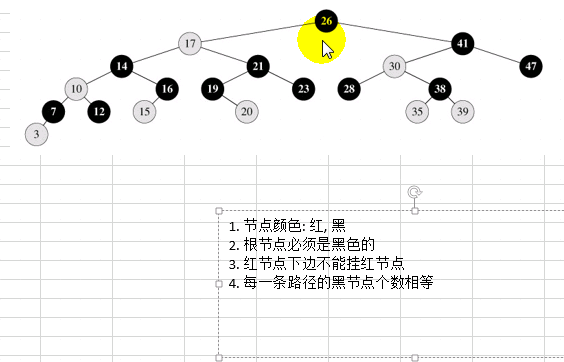 26
17 41
14 21 30 47
10 16 19 23 28 38
7 12 15 20 35 39
3
1. 节点颜色: 红, 黑
2. 根节点必须是黑色的
3. 红节点下边不能挂红节点
4. 每一条路径的黑节点个数相等